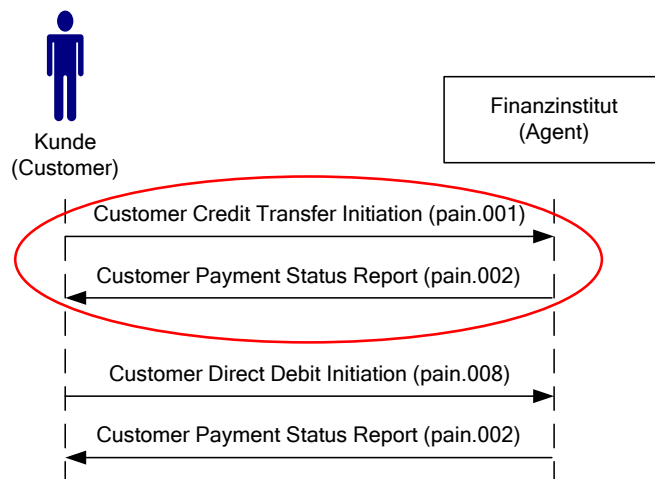 Kunde
(Customer)
Finanzinstitut
(Agent)
Customer Credit Transfer Initiation (pain.001)
Customer Payment Status Report (pain.002)
Customer Direct Debit Initiation (pain.008)
Customer Payment Status Report (pain.002)